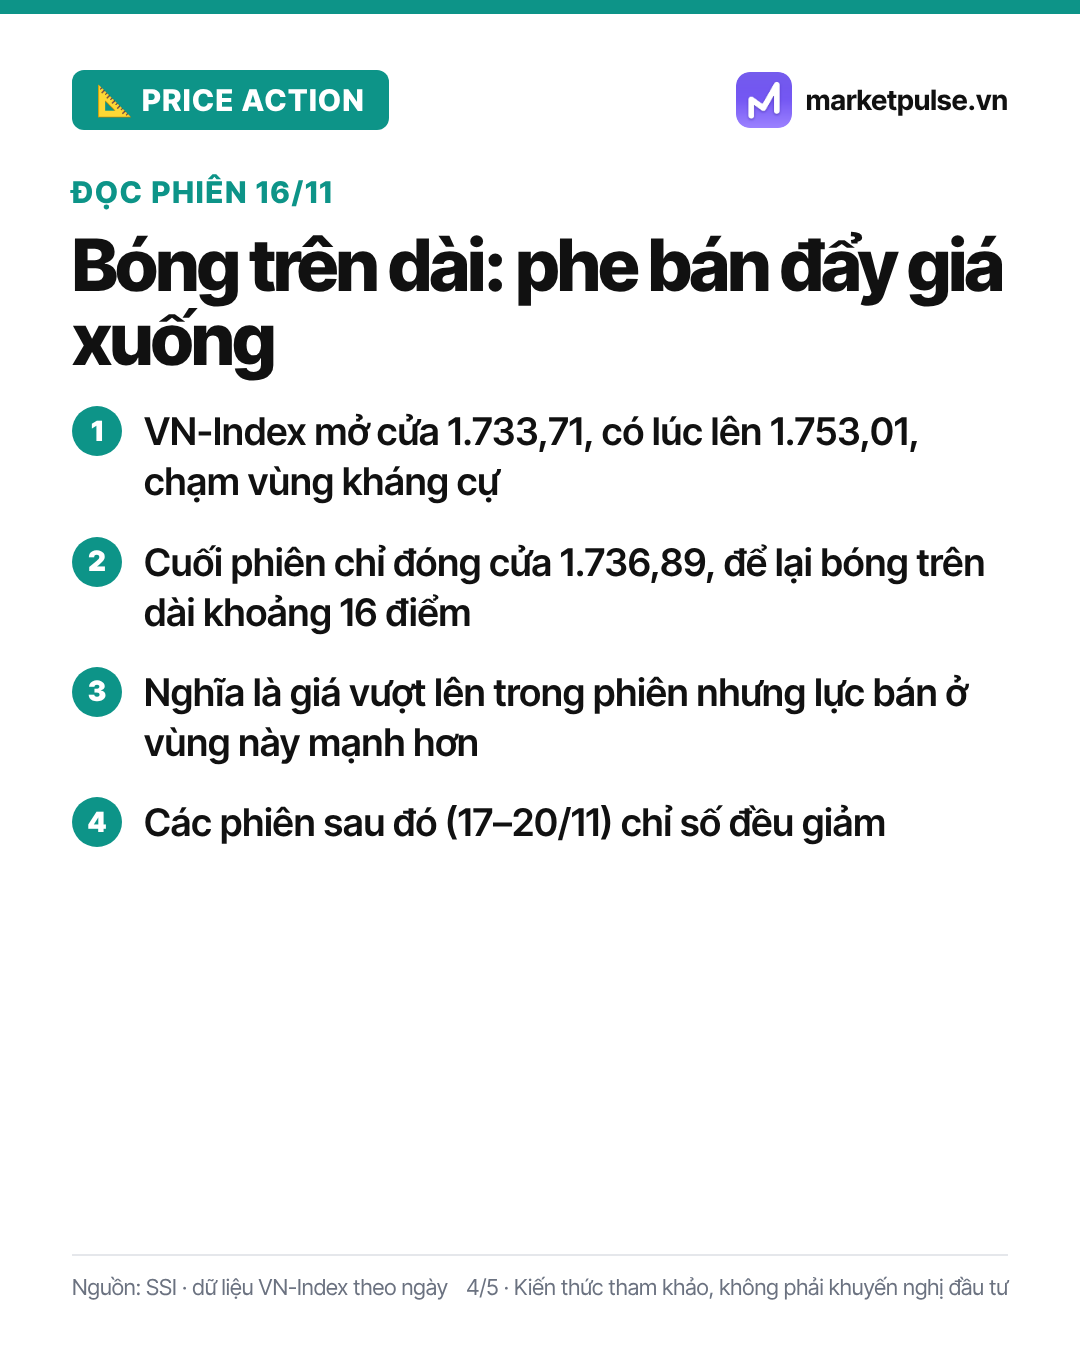 📐 PRICE ACTION
marketpulse.vn
ĐỌC PHIÊN 16/11
Bóng trên dài: phe bán đẩy giá
xuống
1 VN-Index mở cửa 1.733,71, có lúc lên 1.753,01,
chạm vùng kháng cự
2 Cuối phiên chỉ đóng cửa 1.736,89, để lại bóng trên
dài khoảng 16 điểm
3 Nghĩa là giá vượt lên trong phiên nhưng lực bán ở
vùng này mạnh hơn
4 Các phiên sau đó (17–20/11) chỉ số đều giảm
Nguồn: SSI · dữ liệu VN-Index theo ngày
4/5 · Kiến thức tham khảo, không phải khuyến nghị đầu tư